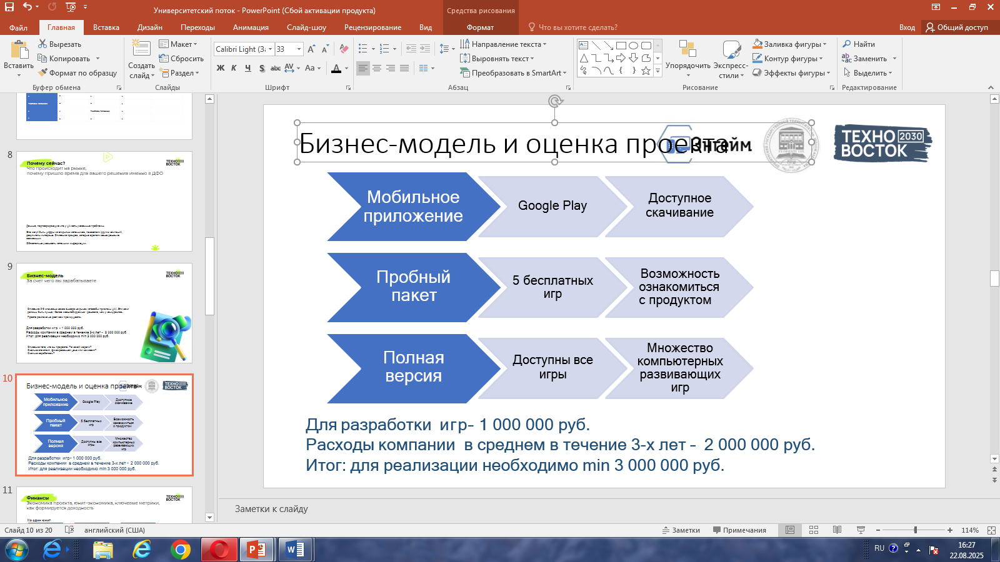 Университетский поток - PowerPoint (Сбой активации продукта)
Средства рисования
Файл
Главная
Вставка
Дизайн
Переходы
Анимация
Слайд-шоу
Рецензирование
Вид
Формат
Что вы хотите сделать?
Вход
Общий доступ
Вставить
Вырезать
Копировать
Формат по образцу
Буфер обмена
Создать
слайд
Макет
Сбросить
Раздел
Слайды
Calibri Light (За
33
Ж К Ч S abc AV Aa A
Шрифт
Направление текста
Выровнять текст
Преобразовать в SmartArt
Абзац
Упорядочить
Экспресс-
стили
Заливка фигуры
Контур фигуры
Эффекты фигуры
Рисование
Найти
Заменить
Выделить
Редактирование
8
Почему сейчас?
Что происходит на рынке,
почему пришло время для вашего решения именно в ДФО
ТЕХНО
ВОСТОК
9
Бизнес-модель
За счет чего вы зарабатываете
ТЕХНО
ВОСТОК
Для разработки игр - 1 000 000 руб.
Расходы компании в среднем в течение 3-х лет - 2 000 000 руб.
Итог: для реализации необходимо min 3 000 000 руб.
10
Бизнес-модель и оценка проекта
ТЕХНО
ВОСТОК
Мобильное
приложение
Google Play
Доступное
скачивание
Пробный
пакет
5 бесплатных
игр
Возможность
ознакомиться
с продуктом
Полная
версия
Доступны все
игры
Множество
компьютерных
развивающих
игр
Для разработки игр- 1 000 000 руб.
Расходы компании в среднем в течение 3-х лет - 2 000 000 руб.
Итог: для реализации необходимо min 3 000 000 руб.
11
Финансы
Экономика проекта, юнит-экономика, ключевые метрики,
как формируется доходность
ТЕХНО
ВОСТОК
На один юнит
Бизнес-модель и оценка проекта
ТЕХНО 2030
ВОСТОК
Мобильное
приложение
Google Play
Доступное
скачивание
Пробный
пакет
5 бесплатных
игр
Возможность
ознакомиться
с продуктом
Полная
версия
Доступны все
игры
Множество
компьютерных
развивающих
игр
Для разработки игр- 1 000 000 руб.
Расходы компании в среднем в течение 3-х лет - 2 000 000 руб.
Итог: для реализации необходимо min 3 000 000 руб.
Заметки к слайду
Слайд 10 из 20
английский (США)
Заметки
Примечания
114%
RU
16:27
22.08.2025